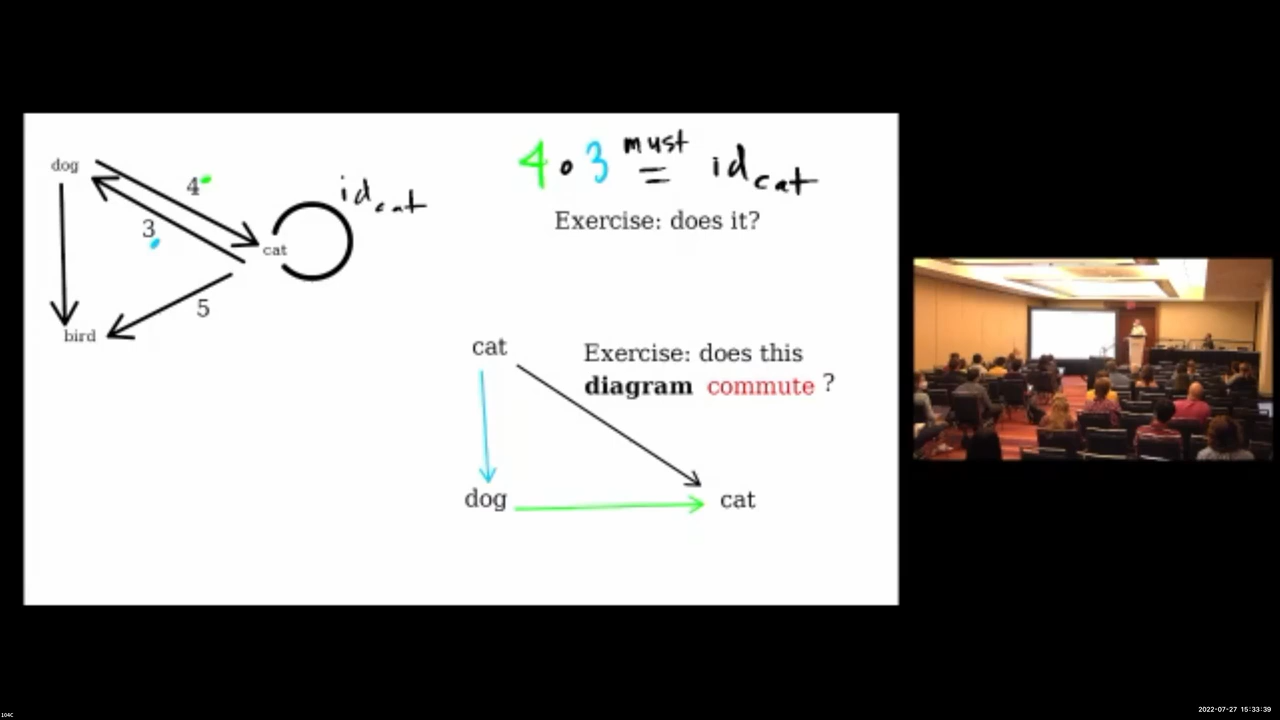 dog
4
id cat
3
cat
5
bird
4 ∘ 3 must = id cat
Exercise: does it?
cat
Exercise: does this
diagram commute ?
dog
cat
104C
2022-07-27 15:33:39